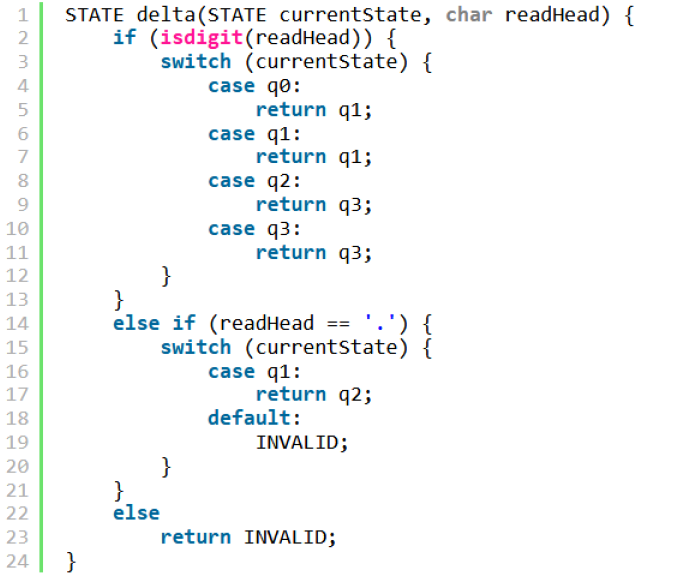 1 STATE delta(STATE currentState, char readHead) {
2     if (isdigit(readHead)) {
3         switch (currentState) {
4             case q0:
5                 return q1;
6             case q1:
7                 return q1;
8             case q2:
9                 return q3;
10             case q3:
11                 return q3;
12         }
13     }
14     else if (readHead == '.') {
15         switch (currentState) {
16             case q1:
17                 return q2;
18             default:
19                 INVALID;
20         }
21     }
22     else
23         return INVALID;
24 }